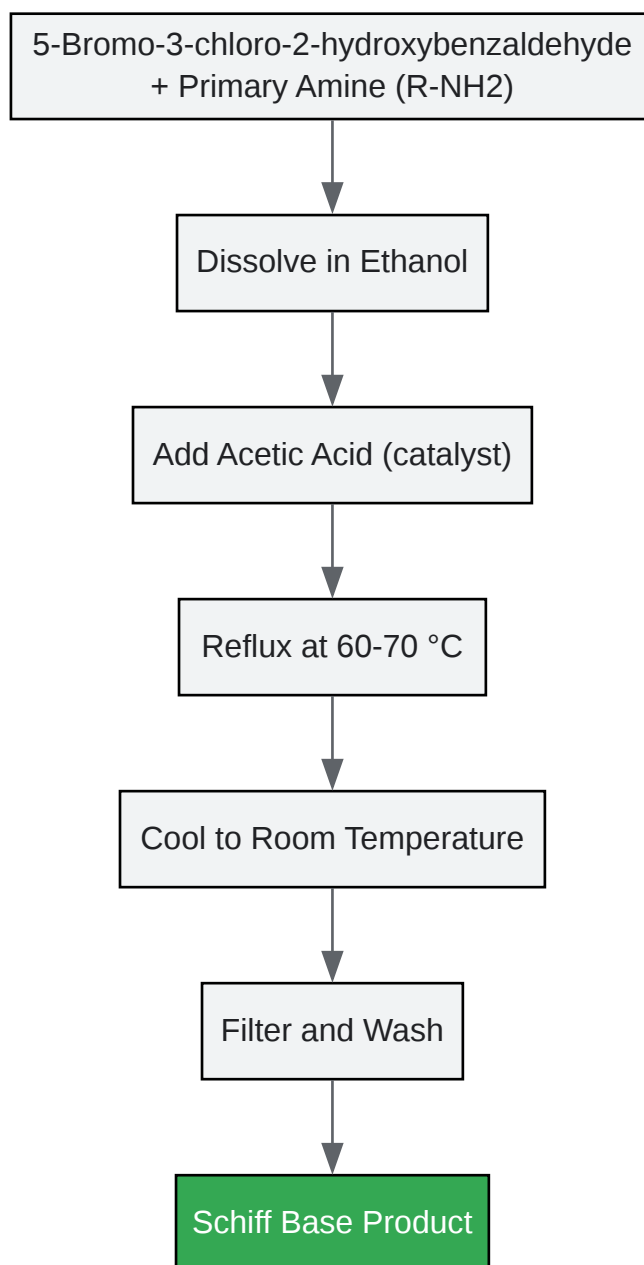 5-Bromo-3-chloro-2-hydroxybenzaldehyde
+ Primary Amine (R-NH2)
Dissolve in Ethanol
Add Acetic Acid (catalyst)
Reflux at 60-70 °C
Cool to Room Temperature
Filter and Wash
Schiff Base Product